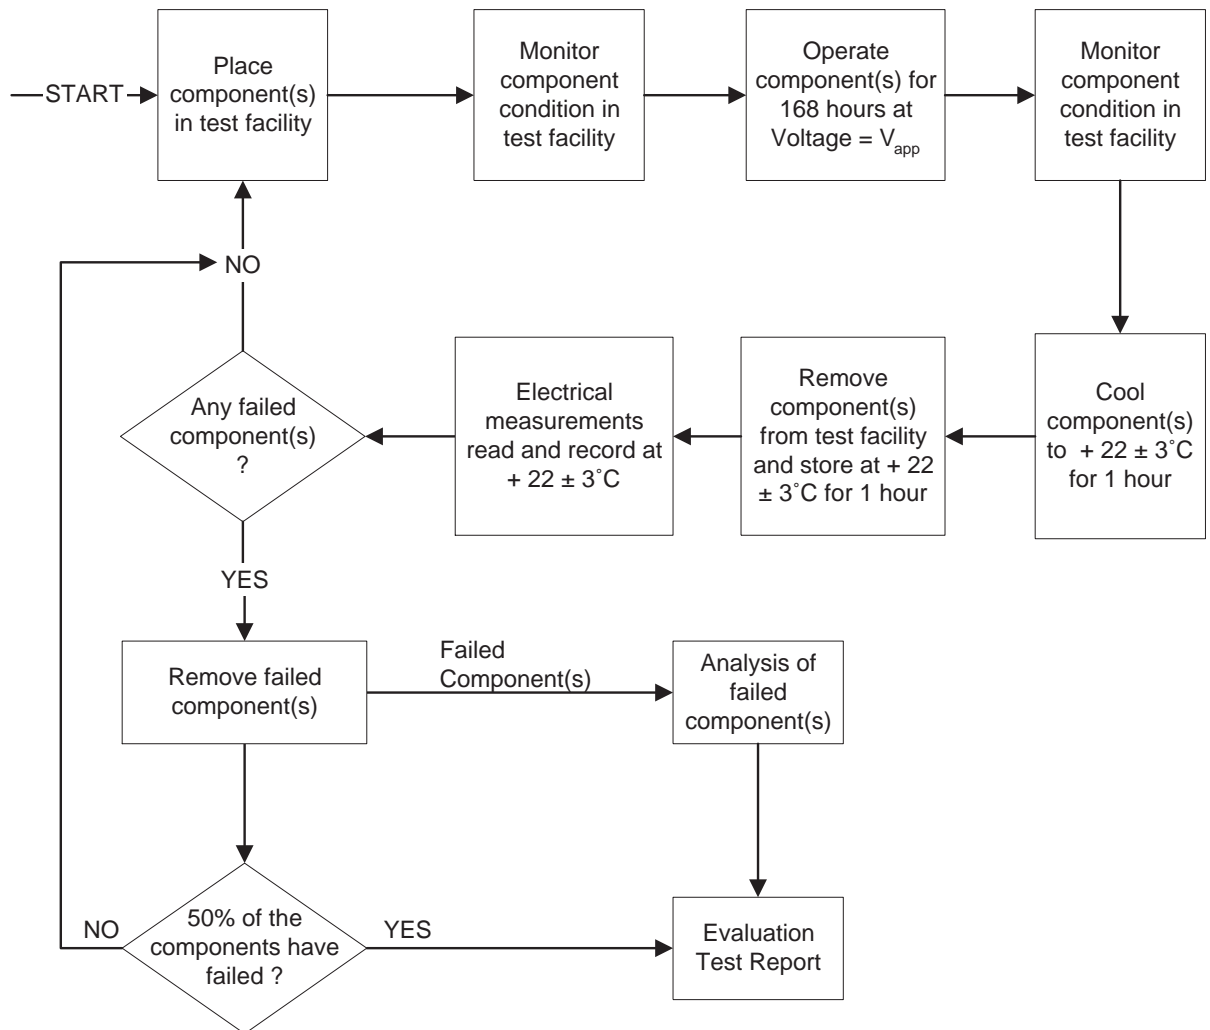 START
Place
component(s)
in test facility
Monitor
component
condition in
test facility
Operate
component(s) for
168 hours at
Voltage = Vapp
Monitor
component
condition in
test facility
NO
Any failed
component(s)
?
Electrical
measurements
read and record at
+ 22 ± 3˚C
Remove
component(s)
from test facility
and store at + 22
± 3˚C for 1 hour
Cool
component(s)
to + 22 ± 3˚C
for 1 hour
YES
Remove failed
component(s)
Failed
Component(s)
Analysis of
failed
component(s)
NO
50% of the
components have
failed ?
YES
Evaluation
Test Report